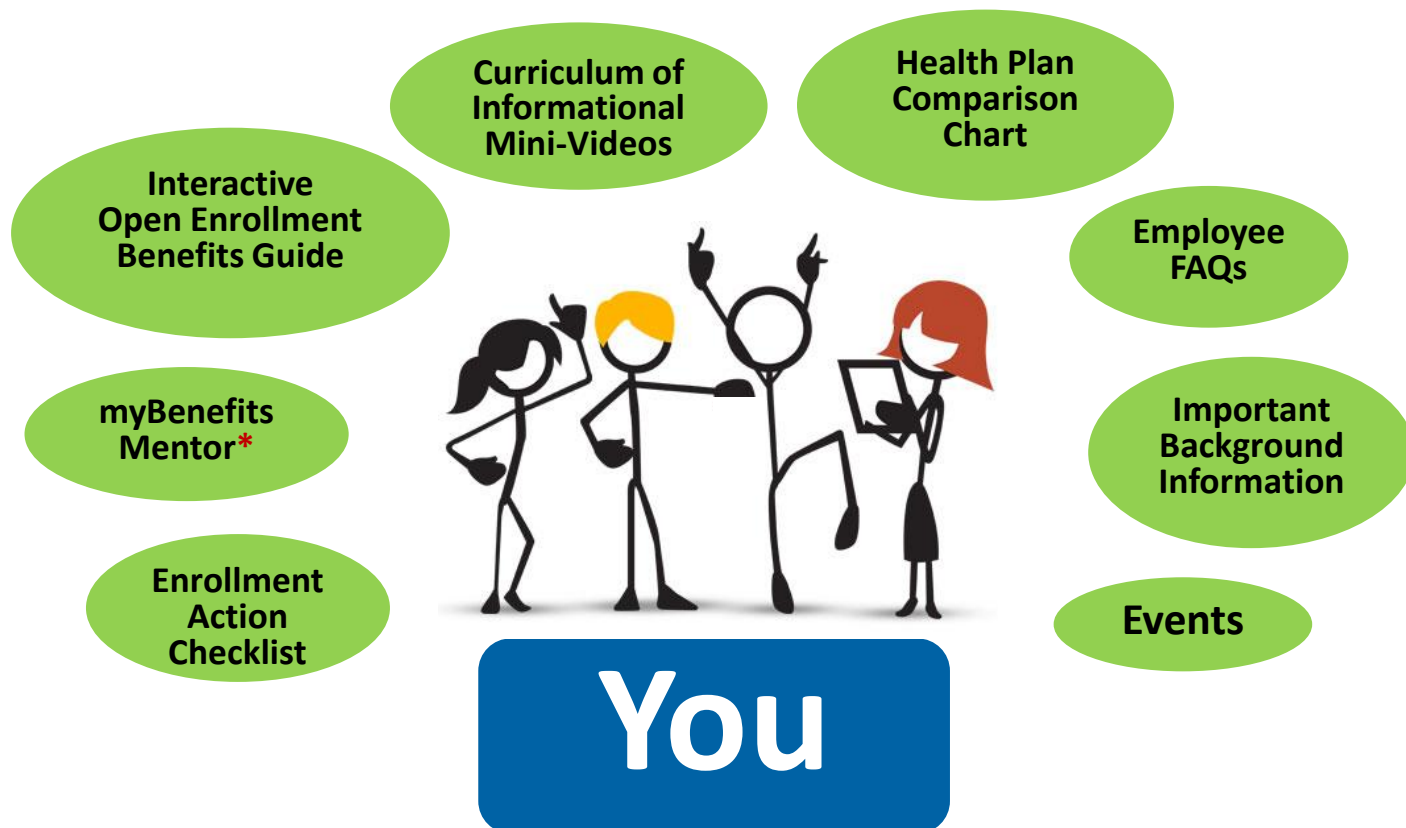 Curriculum of
Informational
Mini-Videos
Health Plan
Comparison
Chart
Interactive
Open Enrollment
Benefits Guide
Employee
FAQs
myBenefits
Mentor*
Important
Background
Information
Enrollment
Action
Checklist
Events
You